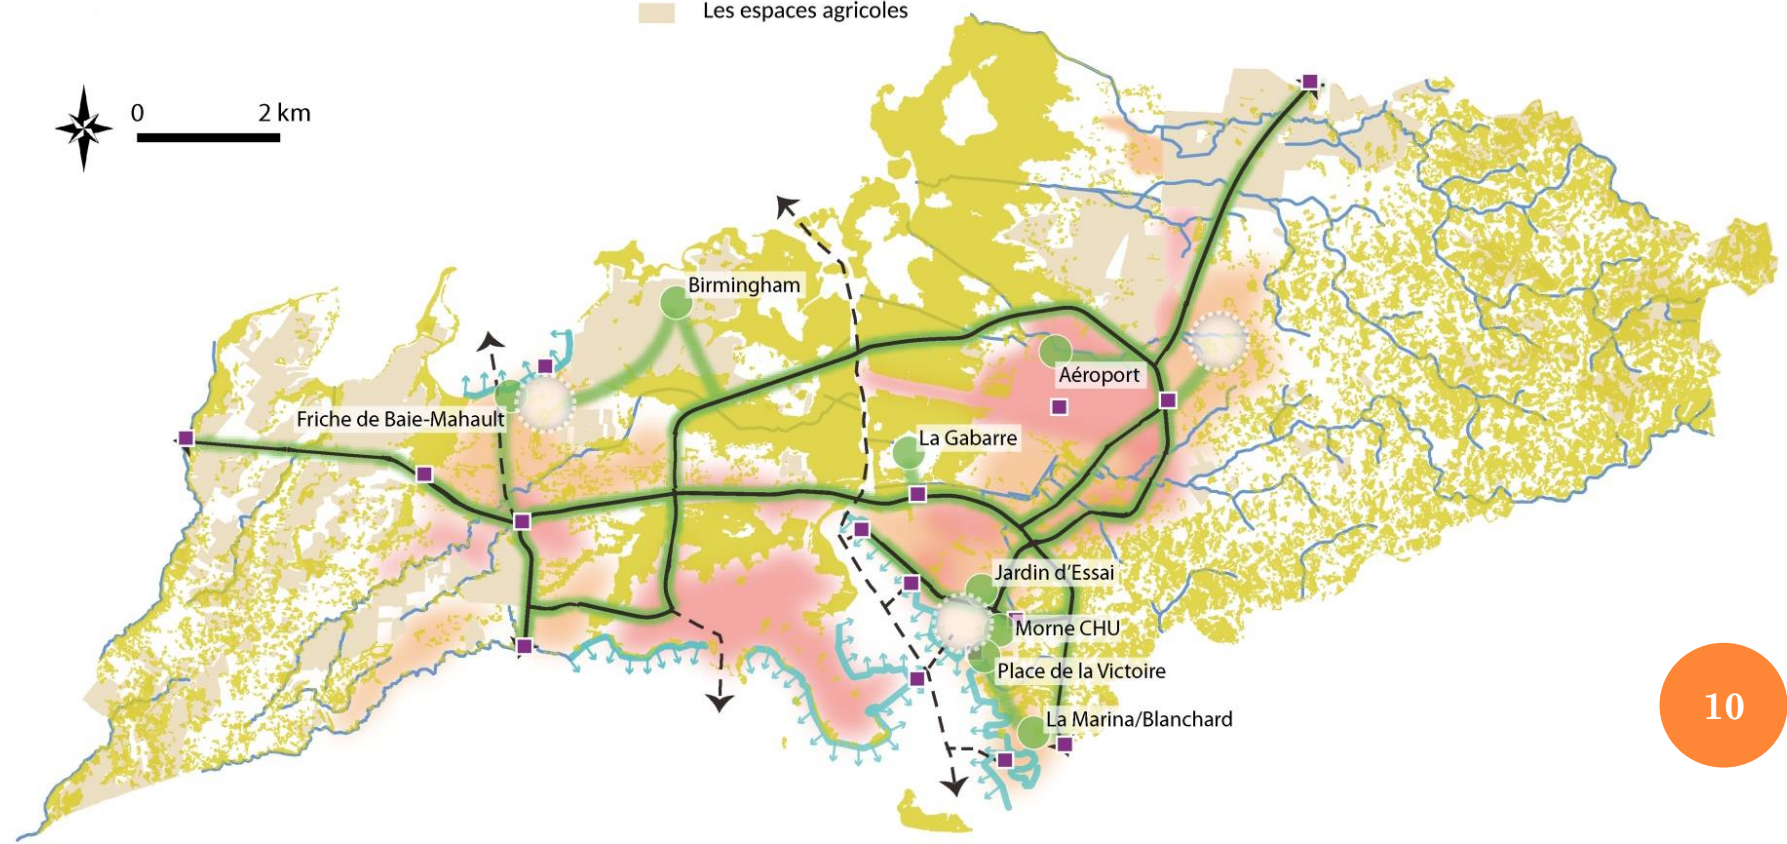 Les espaces agricoles
0 2 km
Birmingham
Aéroport
Friche de Baie-Mahault
La Gabarre
Jardin d'Essai
Morne CHU
Place de la Victoire
La Marina/Blanchard
10